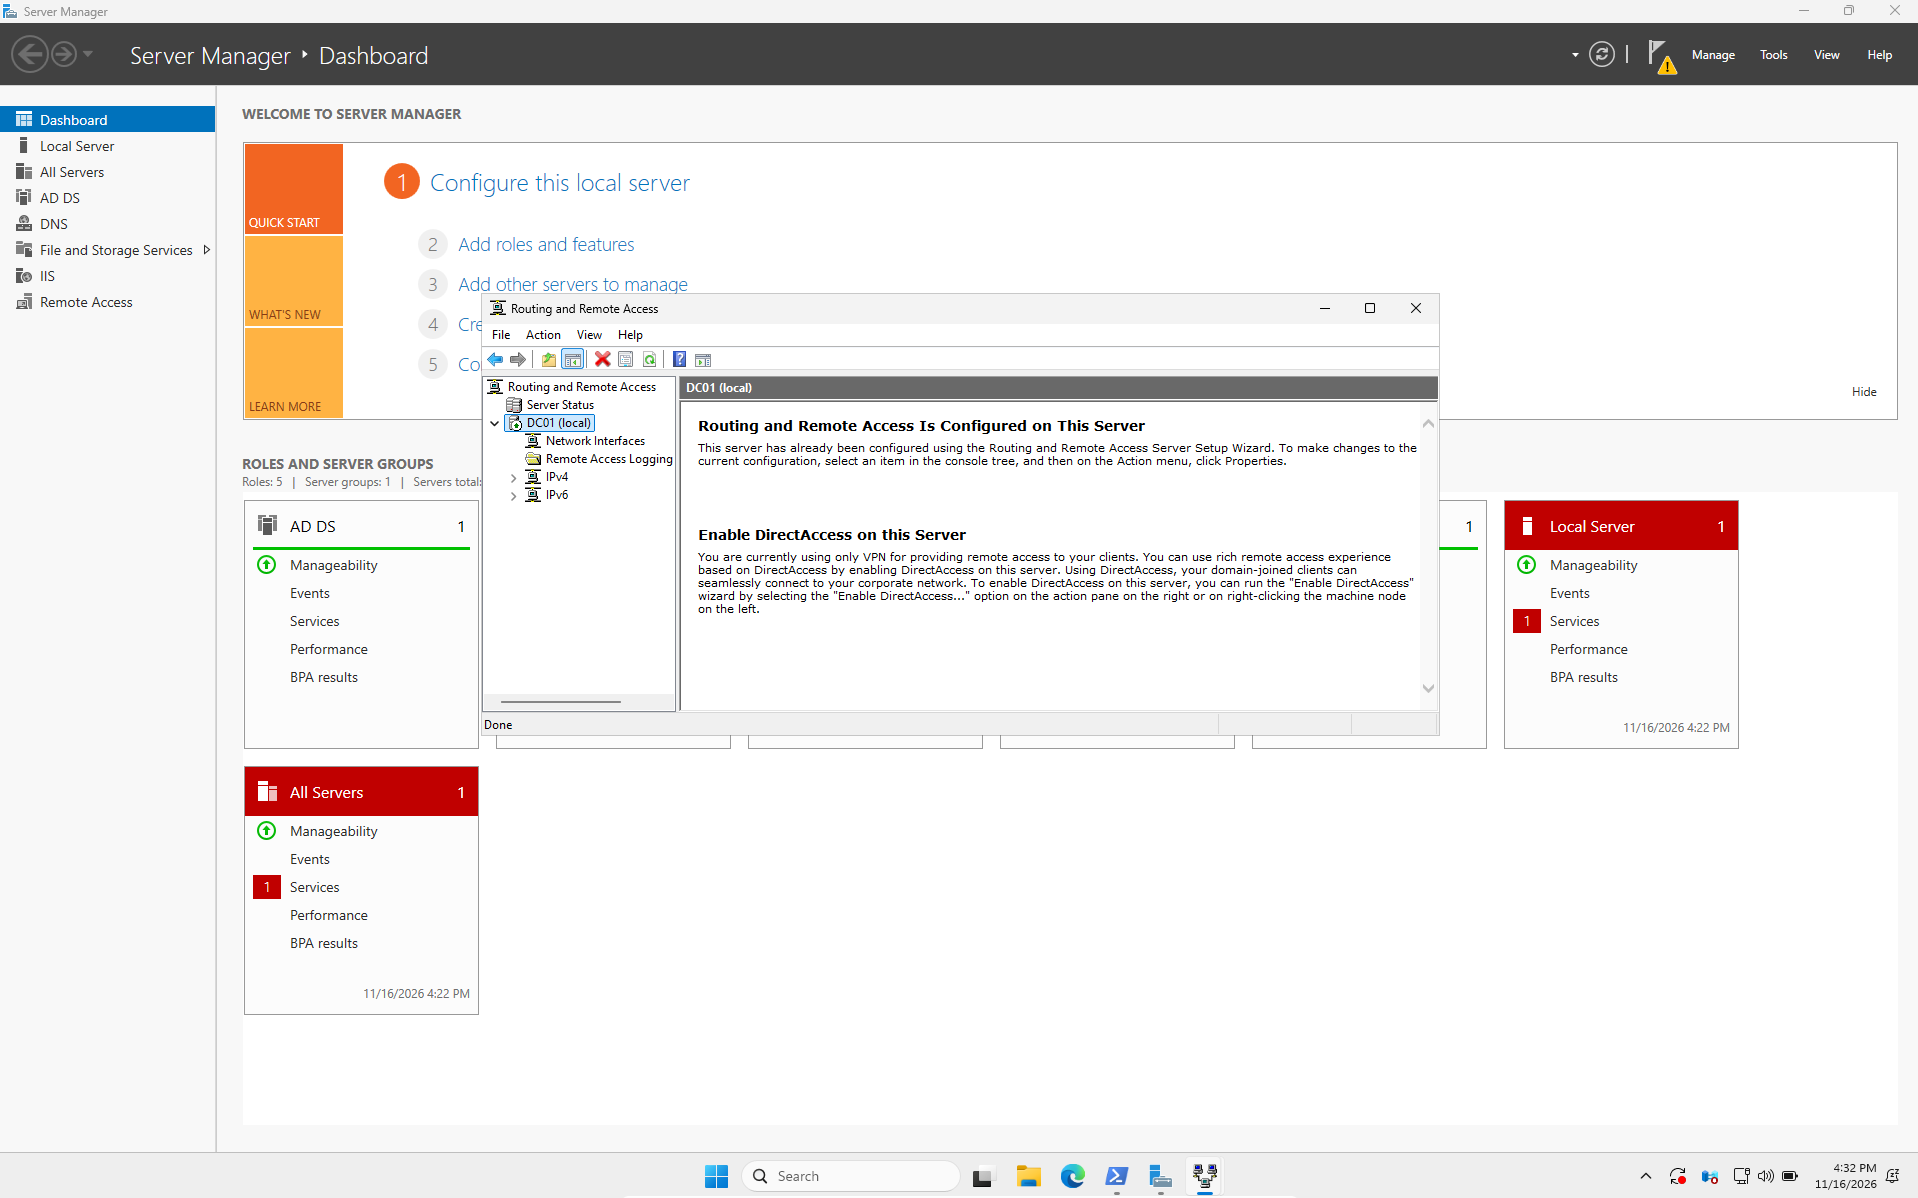 Server Manager
Server Manager ‣ Dashboard
Manage
Tools
View
Help
Dashboard
Local Server
All Servers
AD DS
DNS
File and Storage Services
IIS
Remote Access
WELCOME TO SERVER MANAGER
QUICK START
WHAT'S NEW
LEARN MORE
1 Configure this local server
2 Add roles and features
3 Add other servers to manage
4 Cre
5 Co
Hide
ROLES AND SERVER GROUPS
Roles: 5 | Server groups: 1 | Servers total:
AD DS 1
Manageability
Events
Services
Performance
BPA results
1
Local Server 1
Manageability
Events
1 Services
Performance
BPA results
11/16/2026 4:22 PM
All Servers 1
Manageability
Events
1 Services
Performance
BPA results
11/16/2026 4:22 PM
Routing and Remote Access
File Action View Help
Routing and Remote Access
Server Status
DC01 (local)
Network Interfaces
Remote Access Logging
IPv4
IPv6
DC01 (local)
Routing and Remote Access Is Configured on This Server
This server has already been configured using the Routing and Remote Access Server Setup Wizard. To make changes to the
current configuration, select an item in the console tree, and then on the Action menu, click Properties.
Enable DirectAccess on this Server
You are currently using only VPN for providing remote access to your clients. You can use rich remote access experience
based on DirectAccess by enabling DirectAccess on this server. Using DirectAccess, your domain-joined clients can
seamlessly connect to your corporate network. To enable DirectAccess on this server, you can run the "Enable DirectAccess"
wizard by selecting the "Enable DirectAccess..." option on the action pane on the right or on right-clicking the machine node
on the left.
Done
Search
4:32 PM
11/16/2026